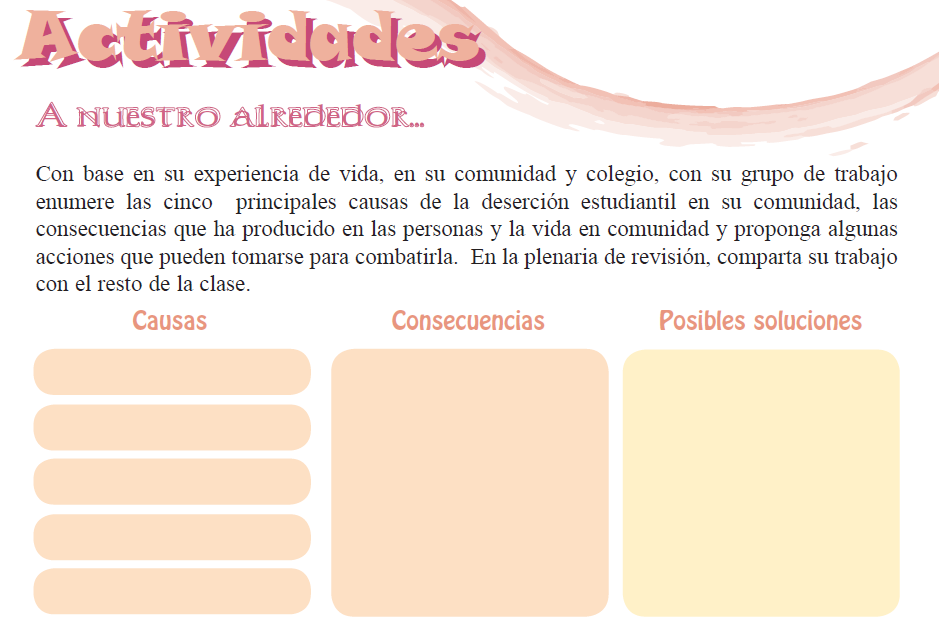 Actividades
A nuestro alrededor...
Con base en su experiencia de vida, en su comunidad y colegio, con su grupo de trabajo
enumere las cinco principales causas de la deserción estudiantil en su comunidad, las
consecuencias que ha producido en las personas y la vida en comunidad y proponga algunas
acciones que pueden tomarse para combatirla. En la plenaria de revisión, comparta su trabajo
con el resto de la clase.
Causas Consecuencias Posibles soluciones